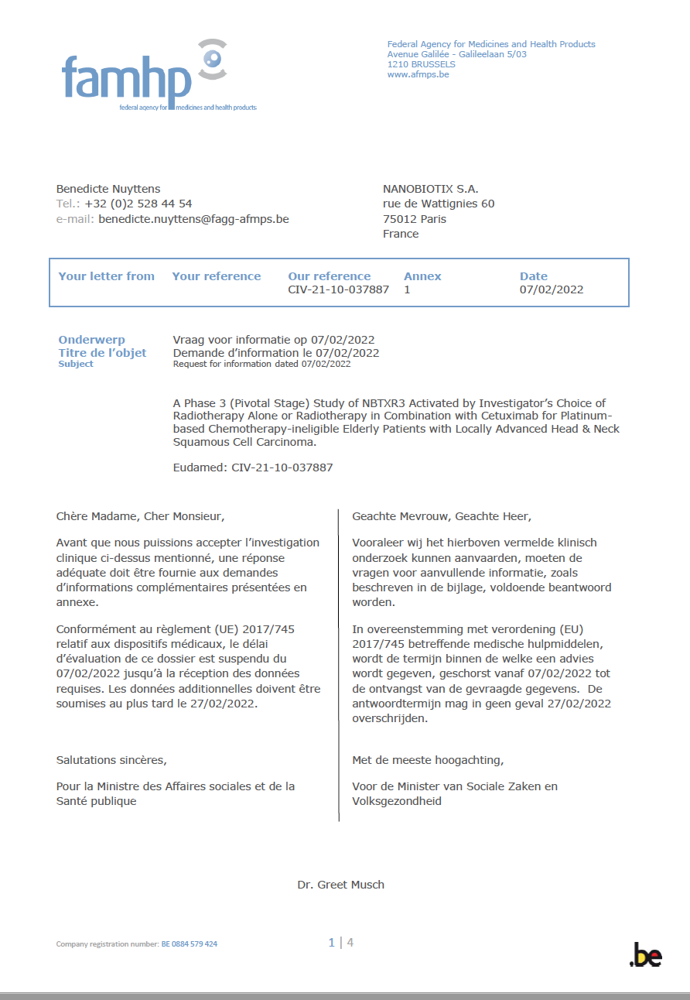 famhp
federal agency for medicines and health products
Federal Agency for Medicines and Health Products
Avenue Galilée - Galileelaan 5/03
1210 BRUSSELS
www.afmps.be
Benedicte Nuyttens
Tel.: +32 (0)2 528 44 54
e-mail: benedicte.nuyttens@fagg-afmps.be
NANOBIOTIX S.A.
rue de Wattignies 60
75012 Paris
France
Your letter from Your reference Our reference Annex Date
CIV-21-10-037887 1 07/02/2022
Onderwerp Vraag voor informatie op 07/02/2022
Titre de l’objet Demande d’information le 07/02/2022
Subject Request for information dated 07/02/2022
A Phase 3 (Pivotal Stage) Study of NBTXR3 Activated by Investigator’s Choice of
Radiotherapy Alone or Radiotherapy in Combination with Cetuximab for Platinum-
based Chemotherapy-ineligible Elderly Patients with Locally Advanced Head & Neck
Squamous Cell Carcinoma.
Eudamed: CIV-21-10-037887
Chère Madame, Cher Monsieur,
Avant que nous puissions accepter l’investigation
clinique ci-dessus mentionné, une réponse
adéquate doit être fournie aux demandes
d’informations complémentaires présentées en
annexe.
Conformément au règlement (UE) 2017/745
relatif aux dispositifs médicaux, le délai
d’évaluation de ce dossier est suspendu du
07/02/2022 jusqu’à la réception des données
requises. Les données additionnelles doivent être
soumises au plus tard le 27/02/2022.
Salutations sincères,
Pour la Ministre des Affaires sociales et de la
Santé publique
Geachte Mevrouw, Geachte Heer,
Vooraleer wij het hierboven vermelde klinisch
onderzoek kunnen aanvaarden, moeten de
vragen voor aanvullende informatie, zoals
beschreven in de bijlage, voldoende beantwoord
worden.
In overeenstemming met verordening (EU)
2017/745 betreffende medische hulpmiddelen,
wordt de termijn binnen de welke een advies
wordt gegeven, geschorst vanaf 07/02/2022 tot
de ontvangst van de gevraagde gegevens. De
antwoordtermijn mag in geen geval 27/02/2022
overschrijden.
Met de meeste hoogachting,
Voor de Minister van Sociale Zaken en
Volksgezondheid
Dr. Greet Musch
Company registration number: BE 0884 579 424
1 | 4
.be